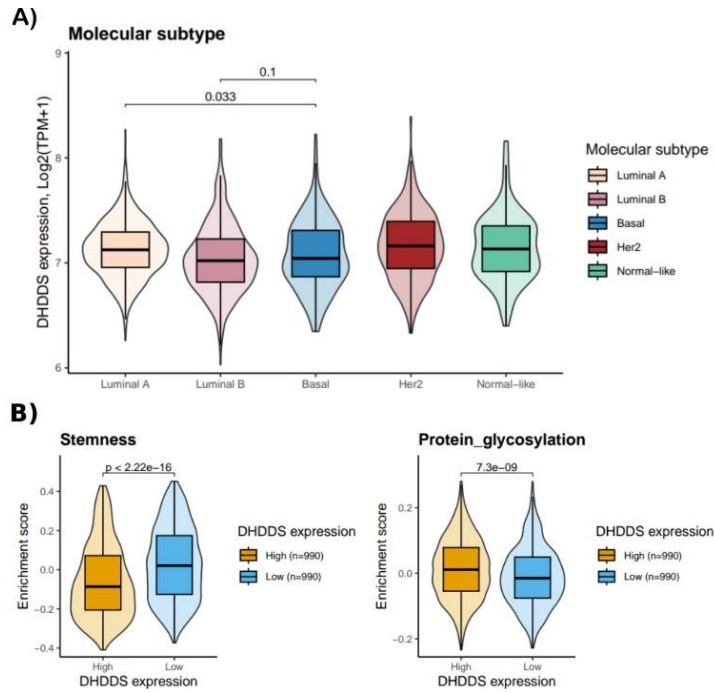 A)
Molecular subtype
9
8
7
6
DHDDS expression, Log2(TPM+1)
0.1
0.033
Luminal A
Luminal B
Basal
Her2
Normal-like
Molecular subtype
Luminal A
Luminal B
Basal
Her2
Normal-like
B)
Stemness
p < 2.22e-16
0.4
0.2
0.0
-0.2
-0.4
Enrichment score
High
Low
DHDDS expression
DHDDS expression
High (n=990)
Low (n=990)
Protein_glycosylation
7.3e-09
0.2
0.0
-0.2
Enrichment score
High
Low
DHDDS expression
DHDDS expression
High (n=990)
Low (n=990)